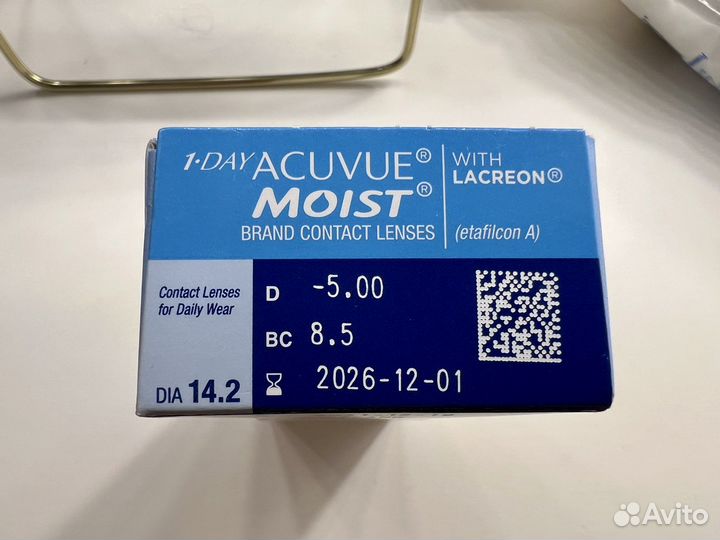 1·DAY ACUVUE®
MOIST®
BRAND CONTACT LENSES
WITH
LACREON®
(etafilcon A)
Contact Lenses
for Daily Wear
DIA 14.2
D -5.00
BC 8.5
2026-12-01
Avito